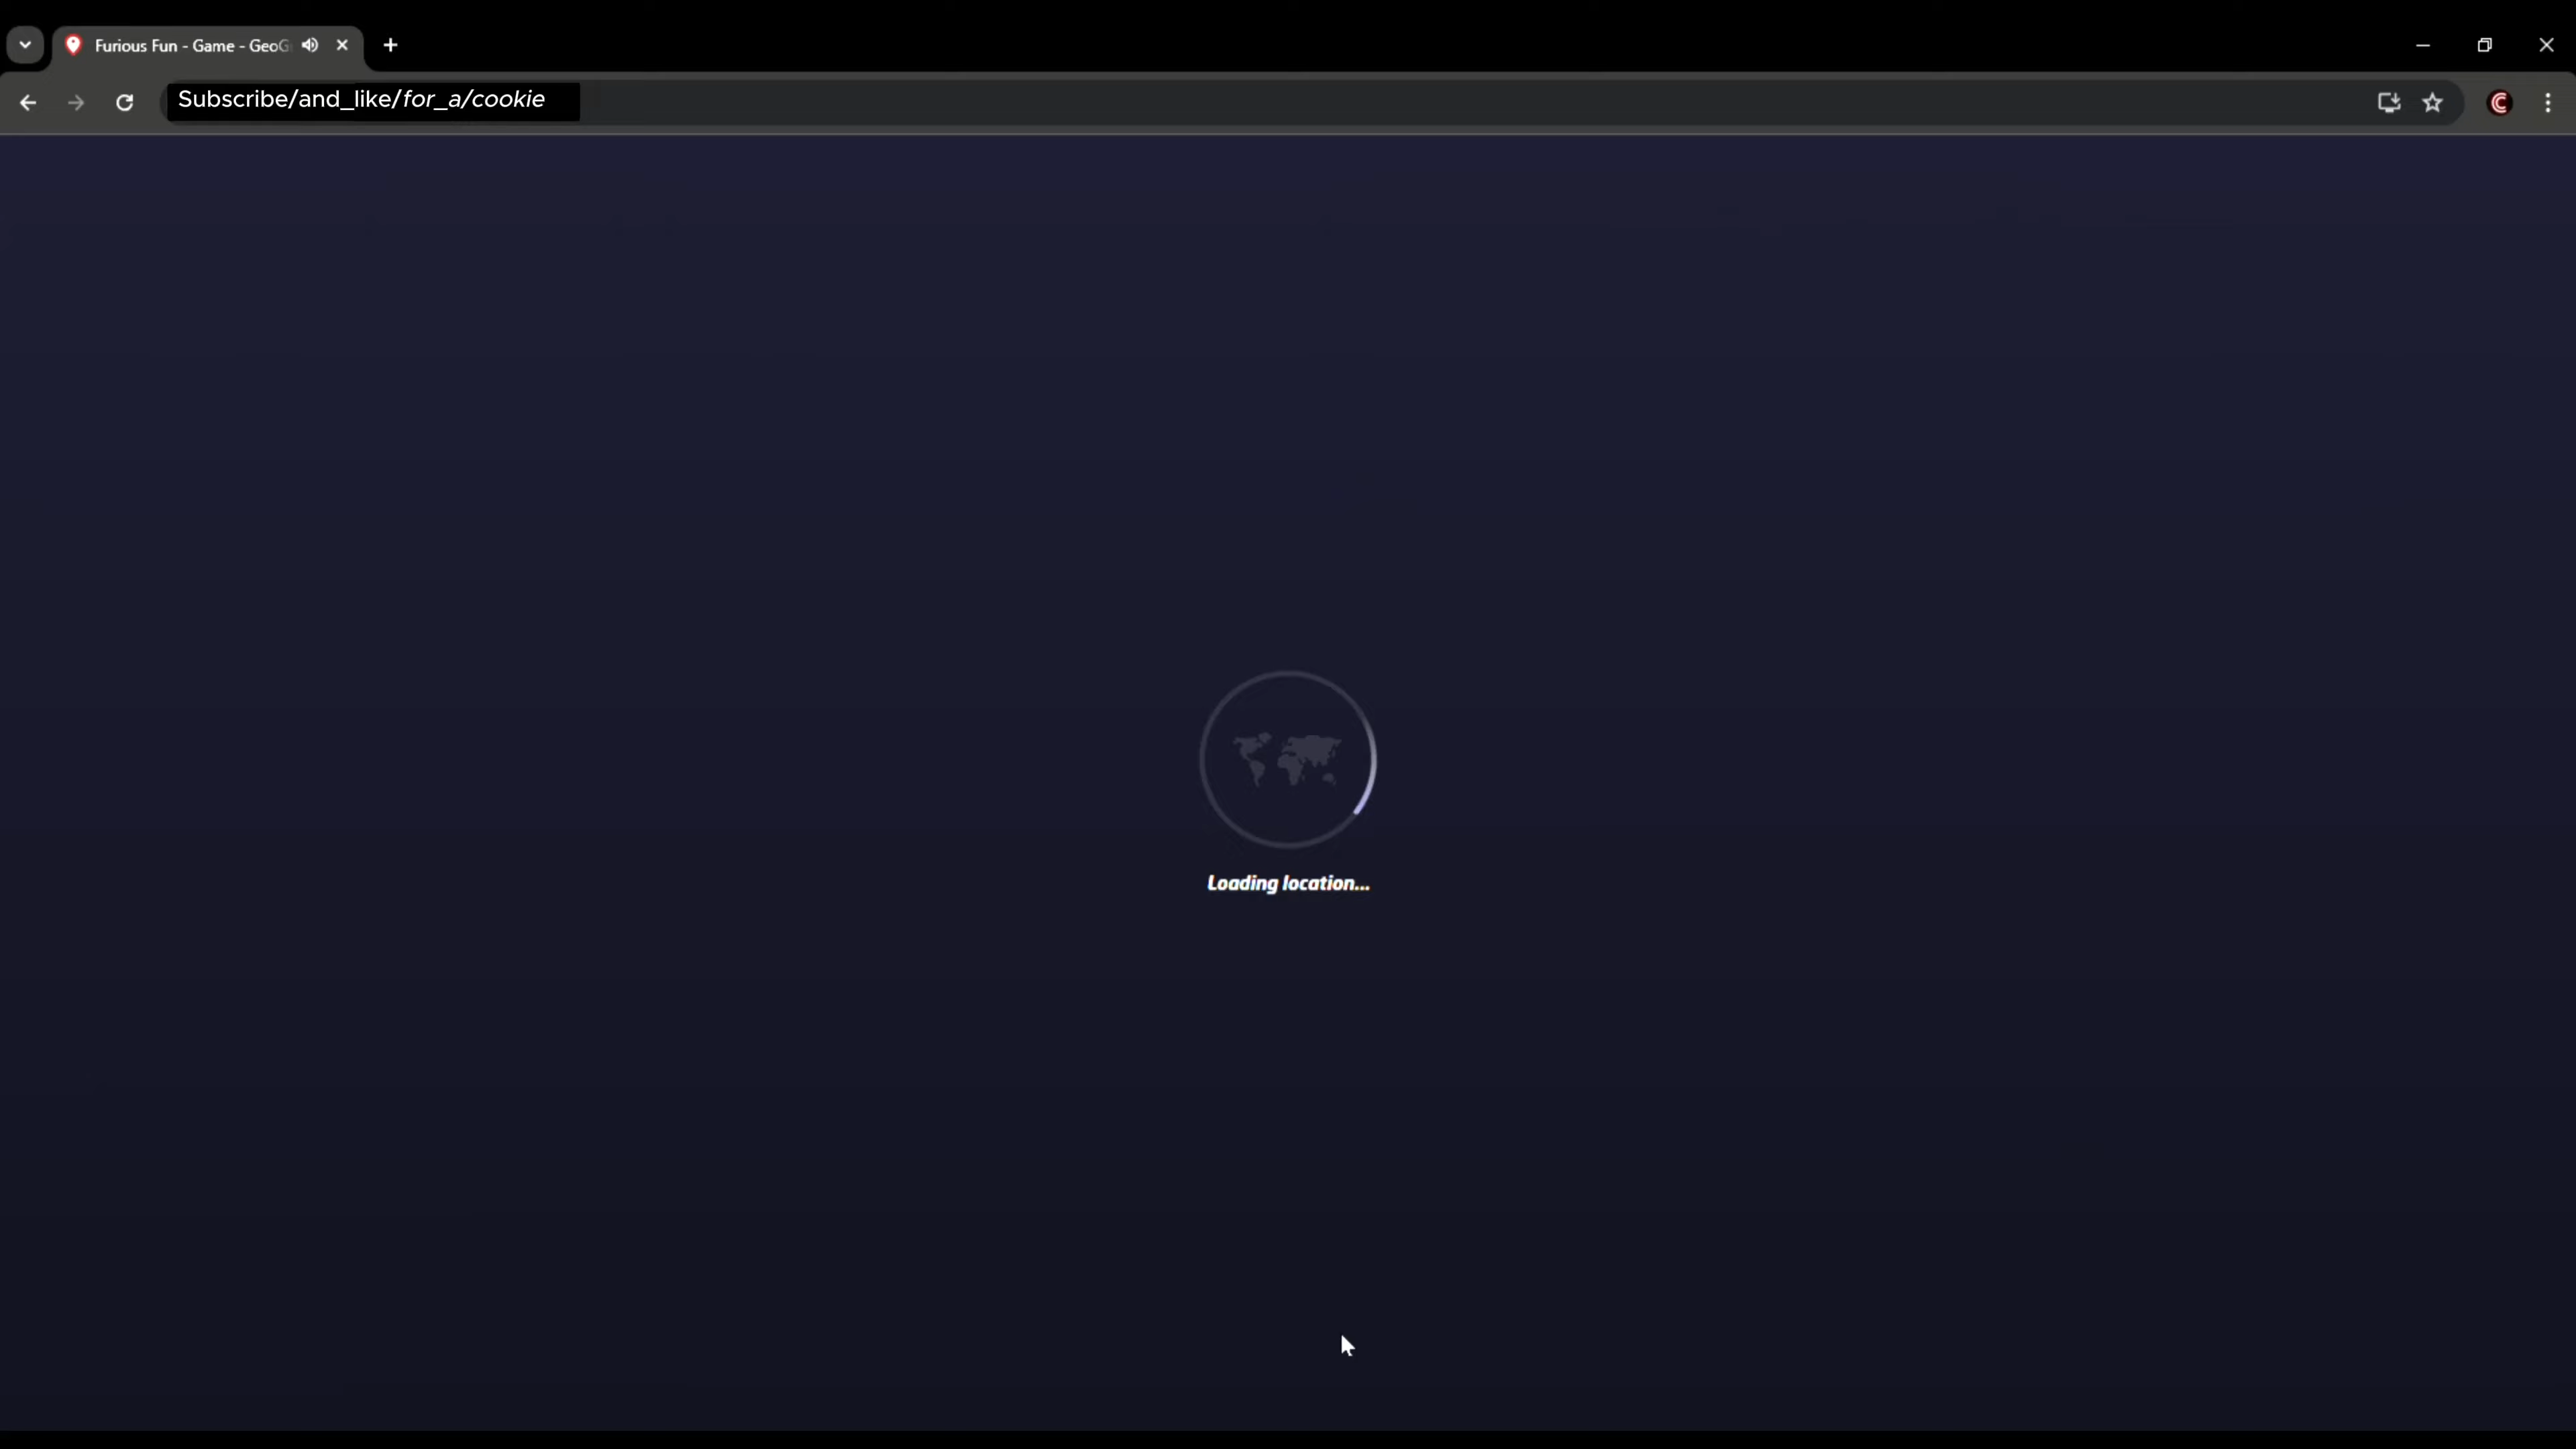 Furious Fun - Game - GeoG
Subscribe/and_like/for_a/cookie
Loading location...